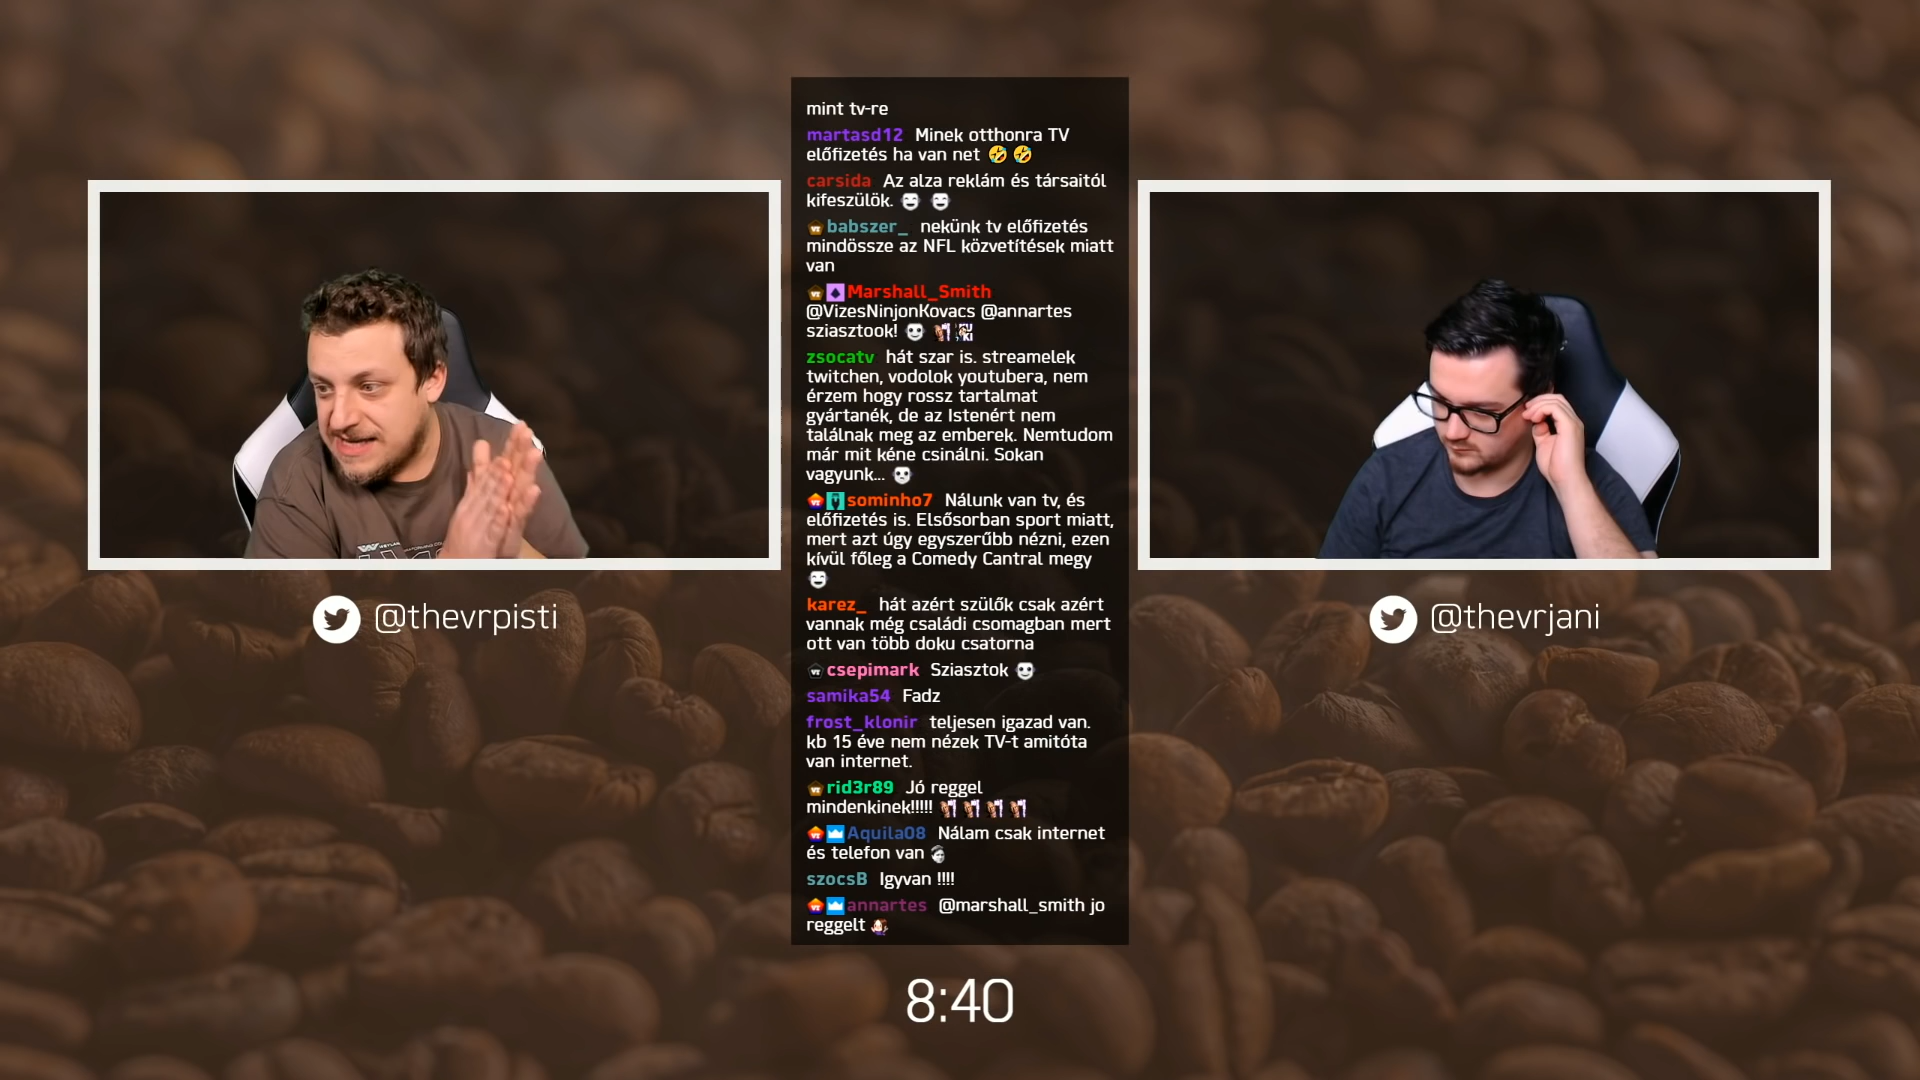 mint tv-re
martasd12 Minek otthonra TV
előfizetés ha van net
carsida Az alza reklám és társaitól
kifeszülök.
babszer_ nekünk tv előfizetés
mindössze az NFL közvetítések miatt
van
Marshall_Smith
@VizesNinjonKovacs @annartes
sziasztook!
zsocatv hát szar is. streamelek
twitchen, vodolok youtubera, nem
érzem hogy rossz tartalmat
gyártanék, de az Istenért nem
találnak meg az emberek. Nemtudom
már mit kéne csinálni. Sokan
vagyunk...
sominho7 Nálunk van tv, és
előfizetés is. Elsősorban sport miatt,
mert azt úgy egyszerűbb nézni, ezen
kívül főleg a Comedy Cantral megy
karez_ hát azért szülők csak azért
vannak még családi csomagban mert
ott van több doku csatorna
csepimark Sziasztok
samika54 Fadz
frost_klonir teljesen igazad van.
kb 15 éve nem nézek TV-t amitóta
van internet.
rid3r89 Jó reggel
mindenkinek!!!!!
Aquila08 Nálam csak internet
és telefon van
szocsB Igyvan !!!!
annartes @marshall_smith jo
reggelt
@thevrpisti
@thevrjani
8:40